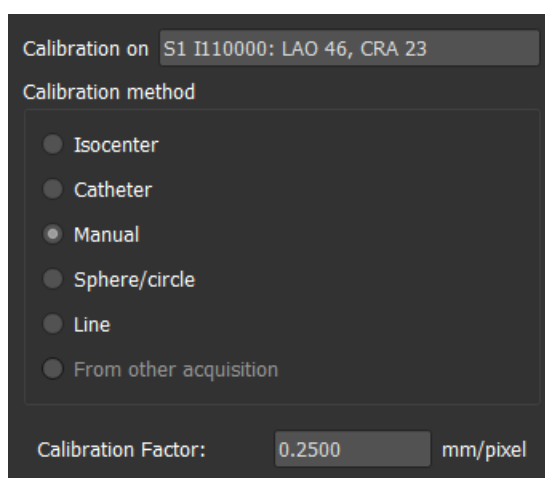 Calibration on S1 I110000: LAO 46, CRA 23
Calibration method
Isocenter
Catheter
Manual
Sphere/circle
Line
From other acquisition
Calibration Factor: 0.2500 mm/pixel